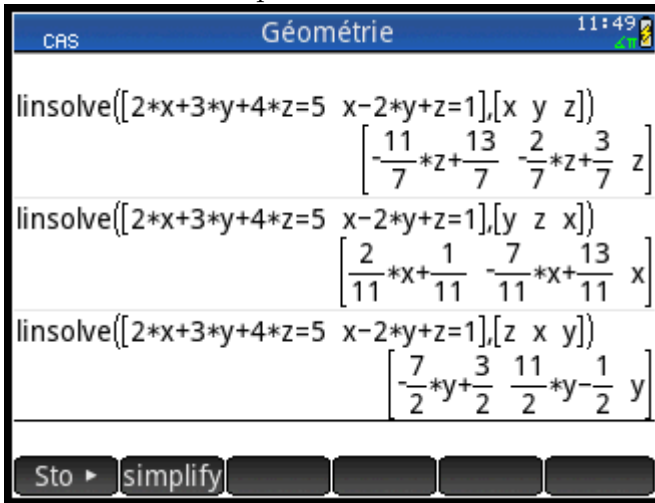 CAS Géométrie 11:49 ∡π
linsolve([2*x+3*y+4*z=5 x-2*y+z=1],[x y z])
[-11/7*z+13/7 -2/7*z+3/7 z]
linsolve([2*x+3*y+4*z=5 x-2*y+z=1],[y z x])
[2/11*x+1/11 -7/11*x+13/11 x]
linsolve([2*x+3*y+4*z=5 x-2*y+z=1],[z x y])
[-7/2*y+3/2 11/2*y-1/2 y]
Sto ► simplify